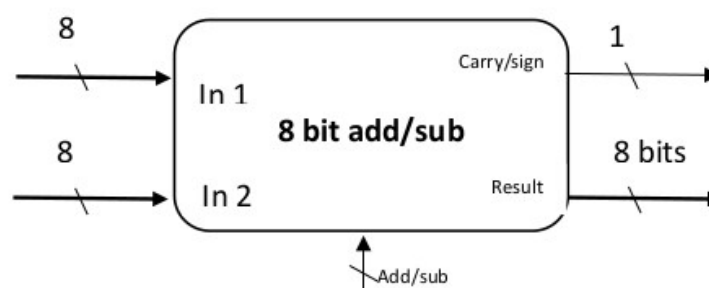 8
1
Carry/sign
In 1
8 bit add/sub
8
8 bits
In 2
Result
Add/sub